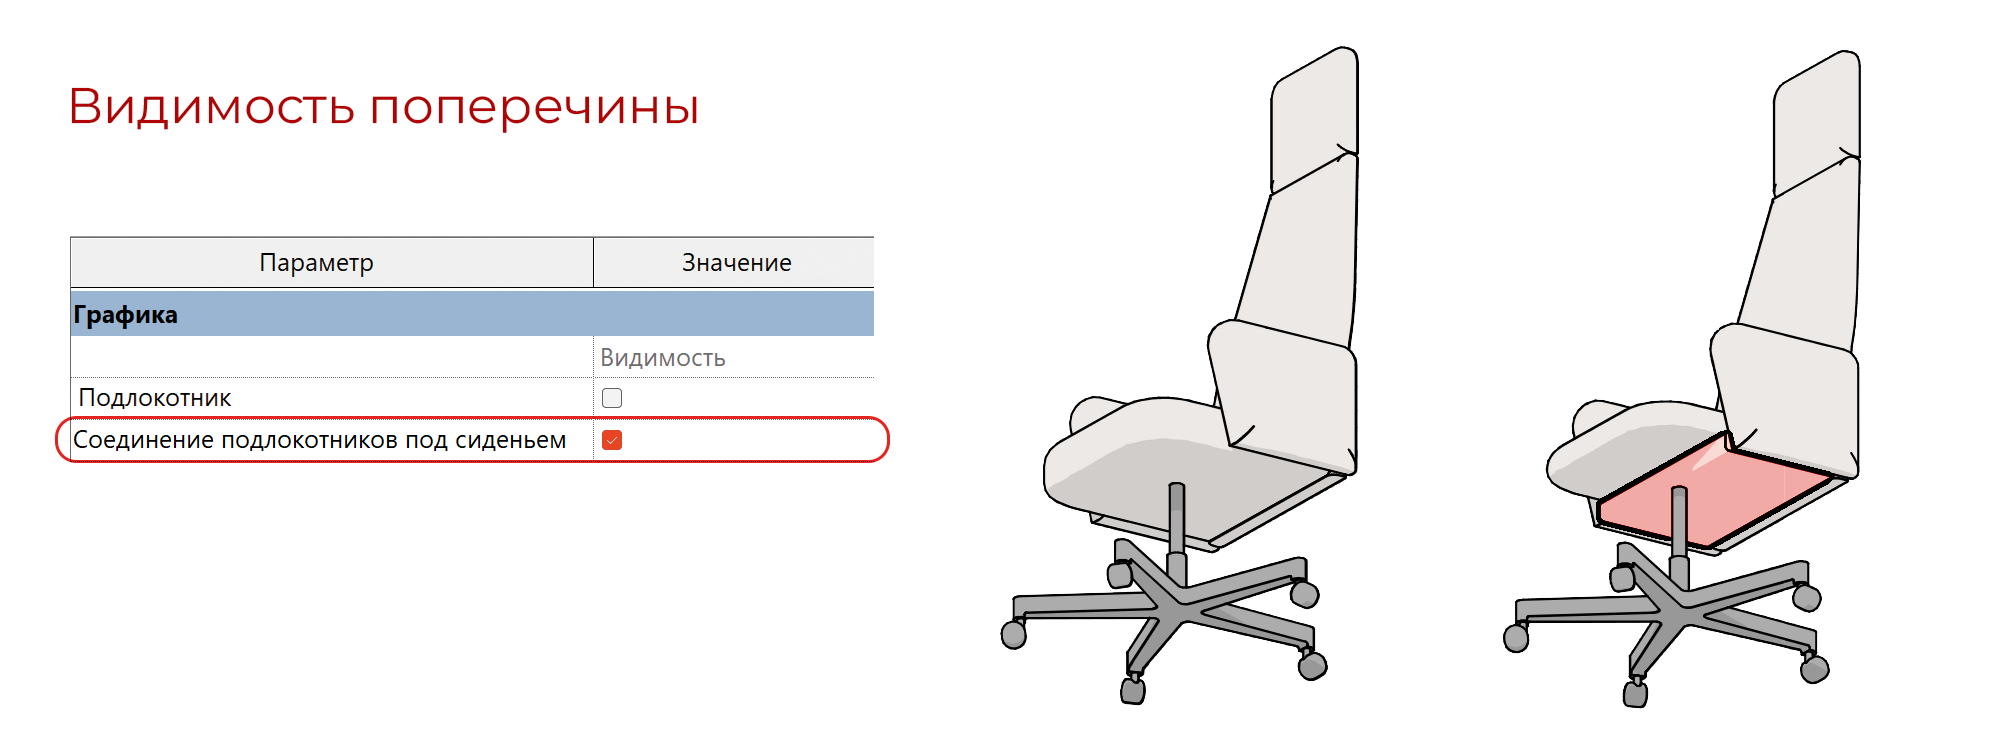 Видимость поперечины
Параметр Значение
Графика
Видимость
Подлокотник
Соединение подлокотников под сиденьем